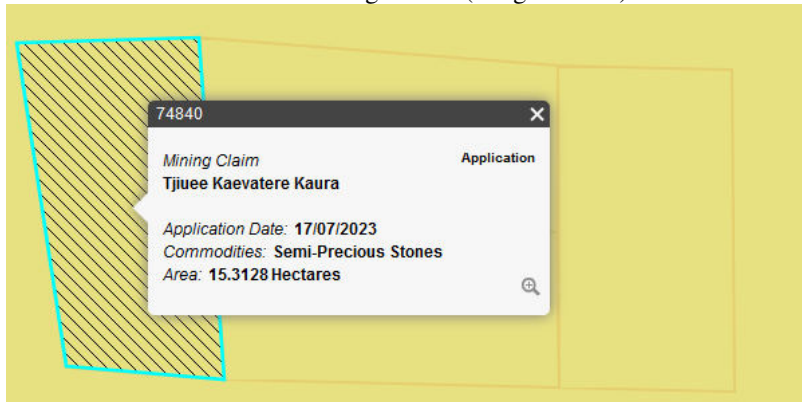 74840
Mining Claim Application
Tjiuee Kaevatere Kaura
Application Date: 17/07/2023
Commodities: Semi-Precious Stones
Area: 15.3128 Hectares